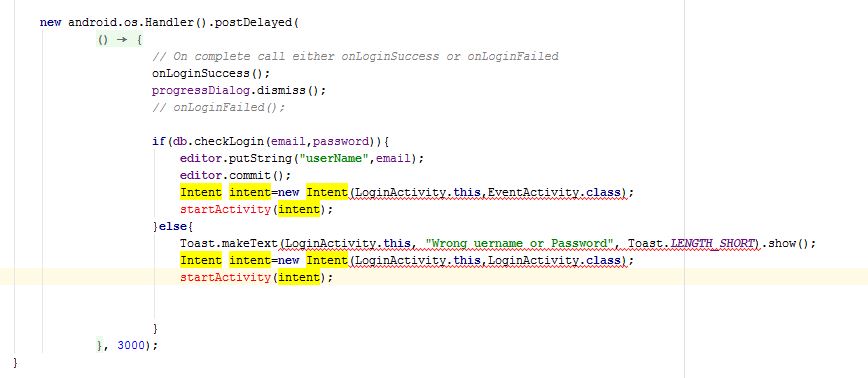 new android.os.Handler().postDelayed(
() → {
// On complete call either onLoginSuccess or onLoginFailed
onLoginSuccess();
progressDialog.dismiss();
// onLoginFailed();
if(db.checkLogin(email,password)){
editor.putString("userName",email);
editor.commit();
Intent intent=new Intent(LoginActivity.this,EventActivity.class);
startActivity(intent);
}else{
Toast.makeText(LoginActivity.this, "Wrong uername or Password", Toast.LENGTH_SHORT).show();
Intent intent=new Intent(LoginActivity.this,LoginActivity.class);
startActivity(intent);
}
}, 3000);
}